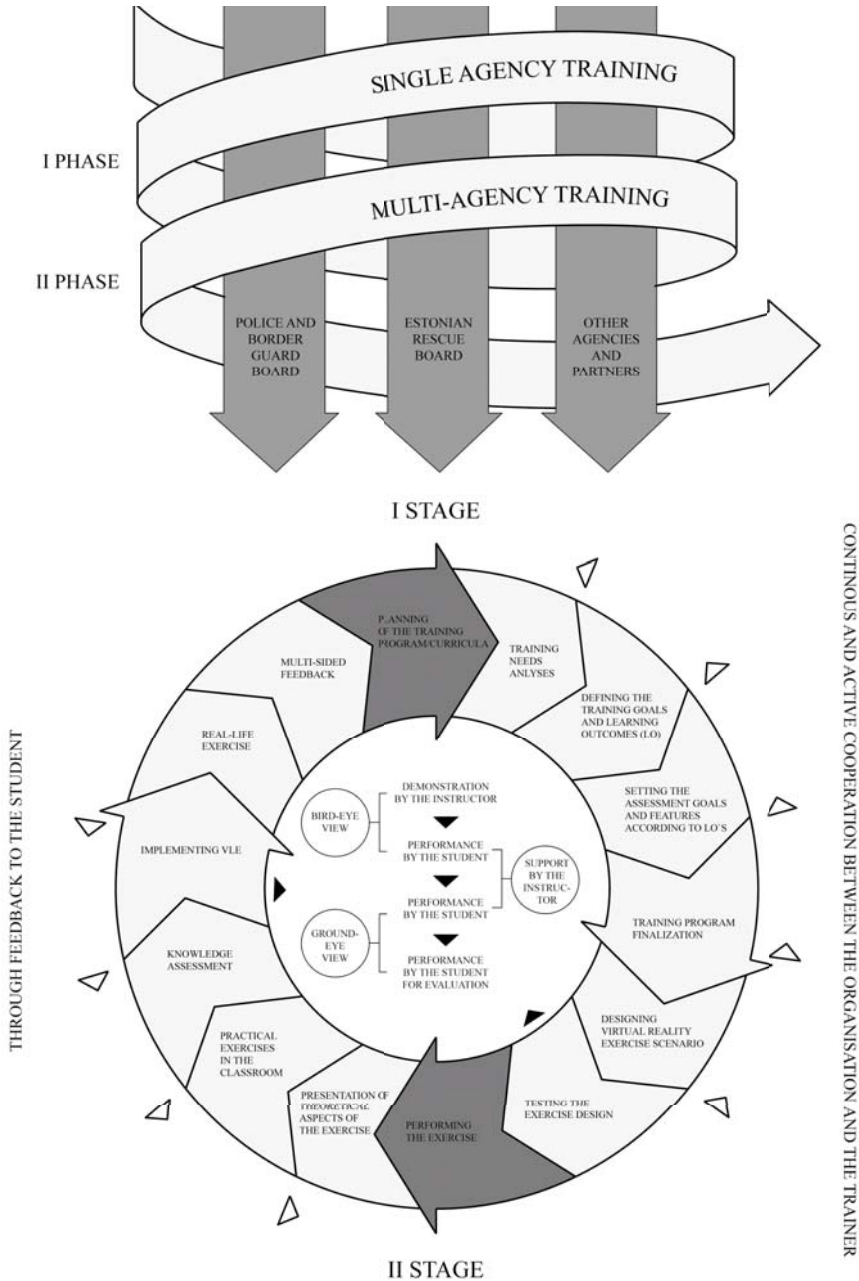 SINGLE AGENCY TRAINING
I PHASE
MULTI-AGENCY TRAINING
II PHASE
POLICE AND
BORDER
GUARD
BOARD
ESTONIAN
RESCUE
BOARD
OTHER
AGENCIES
AND
PARTNERS
I STAGE
PLANNING
OF THE TRAINING
PROGRAM/CURRICULA
TRAINING
NEEDS
ANLYSES
DEFINING THE
TRAINING GOALS
AND LEARNING
OUTCOMES (LO)
SETTING THE
ASSESSMENT GOALS
AND FEATURES
ACCORDING TO LO`S
TRAINING PROGRAM
FINALIZATION
DESIGNING
VIRTUAL REALITY
EXERCISE SCENARIO
TESTING THE
EXERCISE DESIGN
PERFORMING
THE EXERCISE
PRESENTATION OF
THEORETICAL
ASPECTS OF
THE EXERCISE
PRACTICAL
EXERCISES
IN THE
CLASSROOM
KNOWLEDGE
ASSESSMENT
IMPLEMENTING VLE
REAL-LIFE
EXERCISE
MULTI-SIDED
FEEDBACK
BIRD-EYE
VIEW
DEMONSTRATION
BY THE INSTRUCTOR
PERFORMANCE
BY THE STUDENT
SUPPORT
BY THE
INSTRUC-
TOR
PERFORMANCE
BY THE STUDENT
GROUND-
EYE
VIEW
PERFORMANCE
BY THE STUDENT
FOR EVALUATION
II STAGE
THROUGH FEEDBACK TO THE STUDENT
CONTINOUS AND ACTIVE COOPERATION BETWEEN THE ORGANISATION AND THE TRAINER